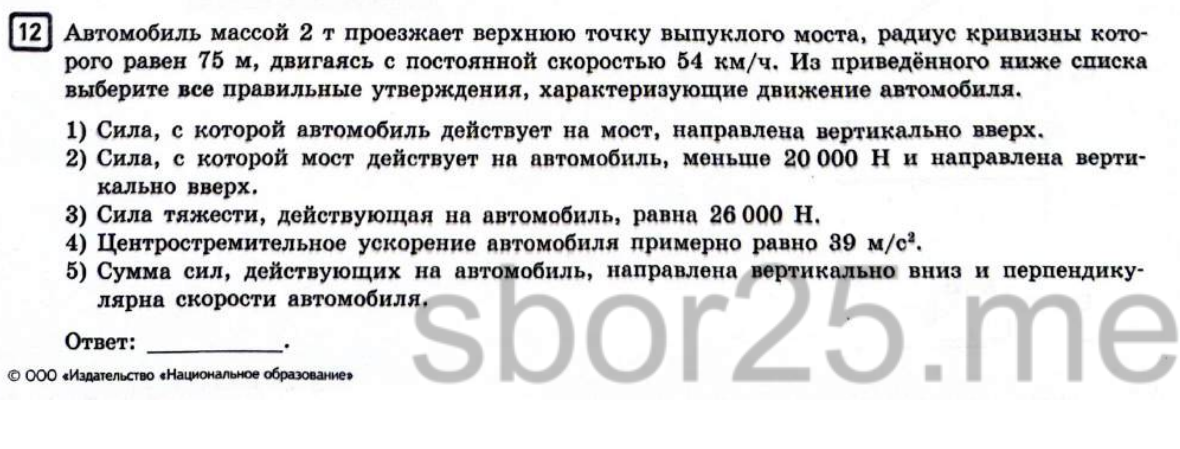 12 Автомобиль массой 2 т проезжает верхнюю точку выпуклого моста, радиус кривизны кото-
рого равен 75 м, двигаясь с постоянной скоростью 54 км/ч. Из приведённого ниже списка
выберите все правильные утверждения, характеризующие движение автомобиля.
1) Сила, с которой автомобиль действует на мост, направлена вертикально вверх.
2) Сила, с которой мост действует на автомобиль, меньше 20 000 Н и направлена верти-
кально вверх.
3) Сила тяжести, действующая на автомобиль, равна 26 000 Н.
4) Центростремительное ускорение автомобиля примерно равно 39 м/с².
5) Сумма сил, действующих на автомобиль, направлена вертикально вниз и перпендику-
лярна скорости автомобиля.
Ответ: ___________.
© ООО «Издательство «Национальное образование»
sbor25.me